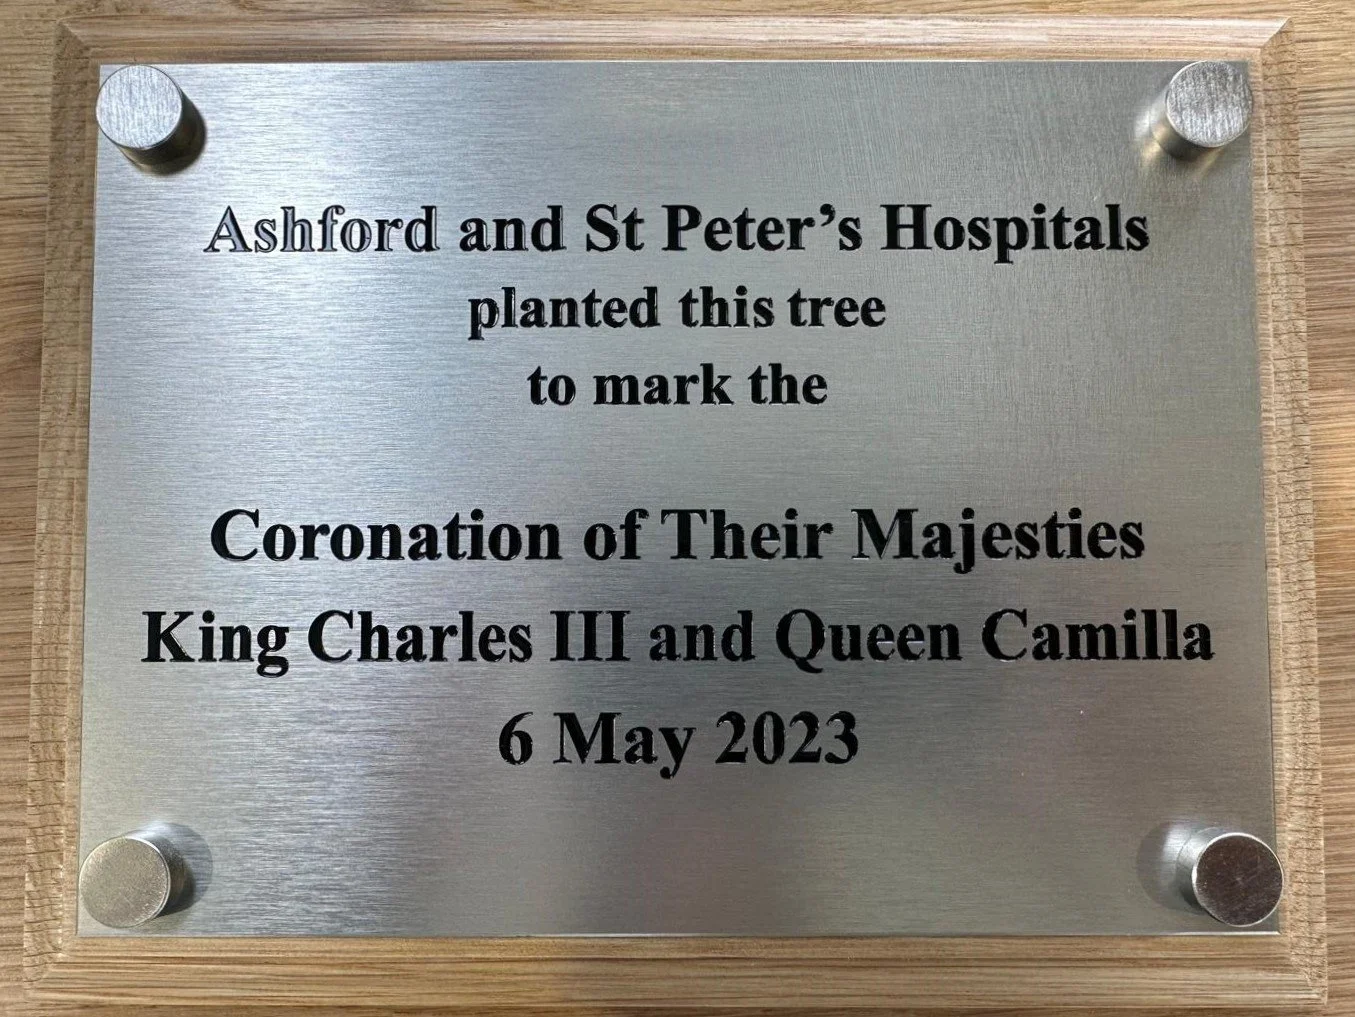 Ashford and St Peter’s Hospitals
planted this tree
to mark the
Coronation of Their Majesties
King Charles III and Queen Camilla
6 May 2023